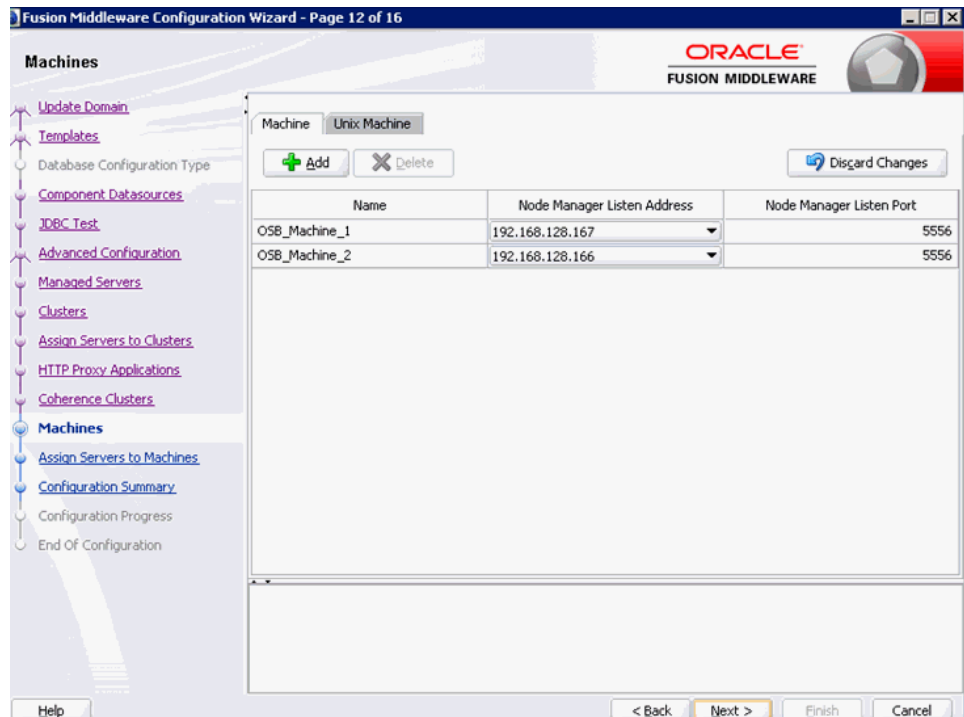 Fusion Middleware Configuration Wizard - Page 12 of 16
Machines
ORACLE
FUSION MIDDLEWARE
Update Domain
Templates
Database Configuration Type
Component Datasources
JDBC Test
Advanced Configuration
Managed Servers
Clusters
Assign Servers to Clusters
HTTP Proxy Applications
Coherence Clusters
Machines
Assign Servers to Machines
Configuration Summary
Configuration Progress
End Of Configuration
Machine Unix Machine
Add Delete Discard Changes
Name Node Manager Listen Address Node Manager Listen Port
OSB_Machine_1 192.168.128.167 5556
OSB_Machine_2 192.168.128.166 5556
Help < Back Next > Finish Cancel